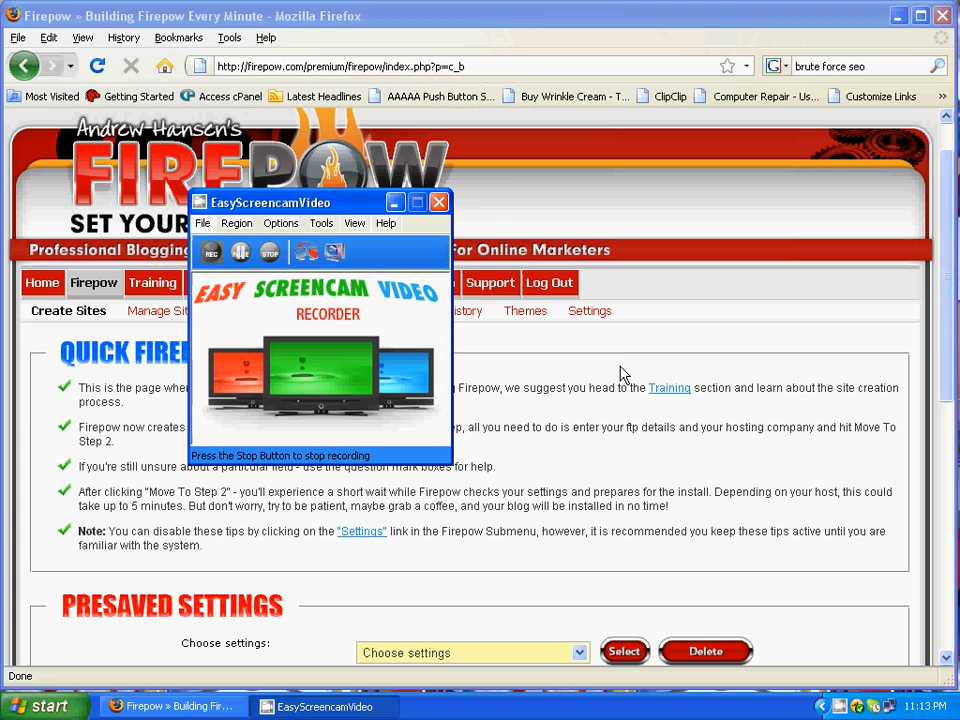 Firepow » Building Firepow Every Minute - Mozilla Firefox
File Edit View History Bookmarks Tools Help
http://firepow.com/premium/firepow/index.php?p=c_b
brute force seo
Most Visited Getting Started Access cPanel Latest Headlines AAAAA Push Button S... Buy Wrinkle Cream - T... ClipClip Computer Repair - Us... Customize Links »
Andrew Hansen's
FIREPOW
SET YOUR
Professional Blogging For Online Marketers
Home Firepow Training Support Log Out
Create Sites Manage Sit story Themes Settings
EasyScreencamVideo
File Region Options Tools View Help
REC STOP
EASY SCREENCAM VIDEO
RECORDER
Press the Stop Button to stop recording
QUICK FIRE
This is the page wher g Firepow, we suggest you head to the Training section and learn about the site creation
process.
Firepow now creates ep, all you need to do is enter your ftp details and your hosting company and hit Move To
Step 2.
If you're still unsure about a particular field - use the question mark boxes for help.
After clicking "Move To Step 2" - you'll experience a short wait while Firepow checks your settings and prepares for the install. Depending on your host, this could
take up to 5 minutes. But don't worry, try to be patient, maybe grab a coffee, and your blog will be installed in no time!
Note: You can disable these tips by clicking on the "Settings" link in the Firepow Submenu, however, it is recommended you keep these tips active until you are
familiar with the system.
PRESAVED SETTINGS
Choose settings: Choose settings Select Delete
Done
start Firepow » Building Fir... EasyScreencamVideo 11:13 PM